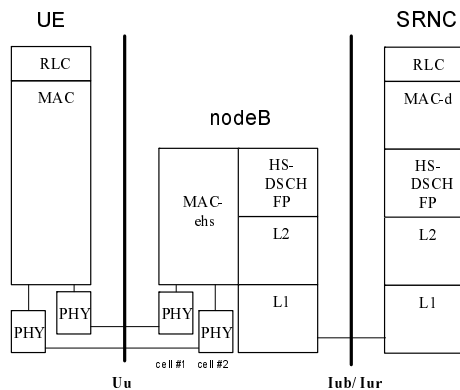 UE
SRNC
nodeB
RLC
MAC
MAC-
ehs
HS-
DSCH
FP
L2
L1
RLC
MAC-d
HS-
DSCH
FP
L2
L1
PHY
PHY
PHY
PHY
cell #1 cell #2
Uu
Iub/ Iur